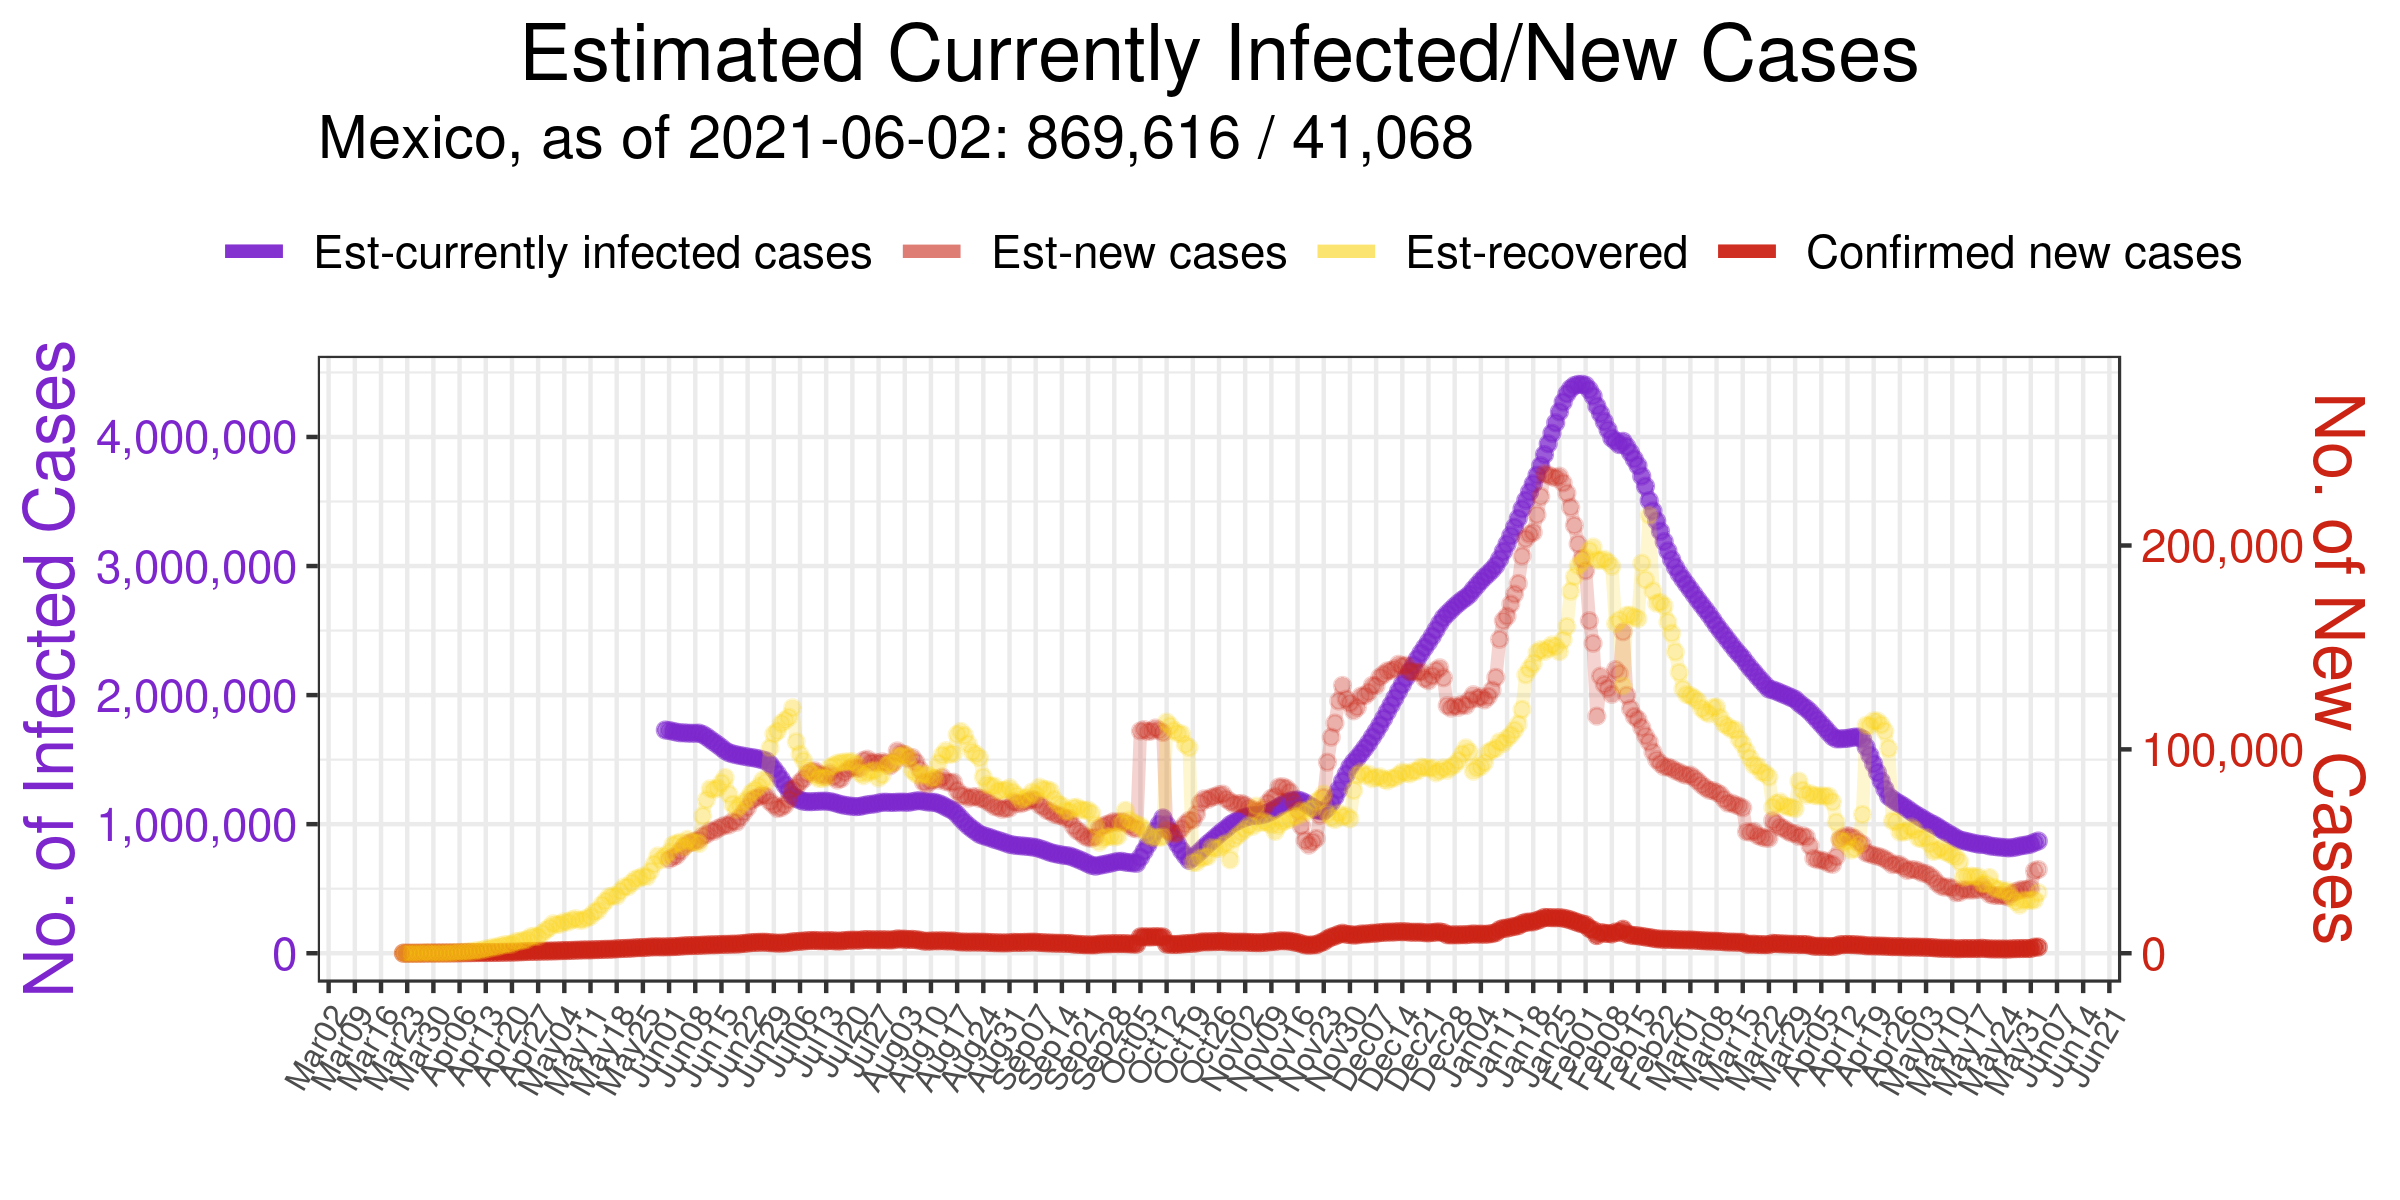 Estimated Currently Infected/New Cases
Mexico, as of 2021-06-02: 869,616 / 41,068
Est-currently infected cases Est-new cases Est-recovered Confirmed new cases
No. of Infected Cases
4,000,000
3,000,000
2,000,000
1,000,000
0
No. of New Cases
200,000
100,000
0
Mar02 Mar09 Mar16 Mar23 Mar30 Apr06 Apr13 Apr20 Apr27 May04 May11 May18 May25 Jun01 Jun08 Jun15 Jun22 Jun29 Jul06 Jul13 Jul20 Jul27 Aug03 Aug10 Aug17 Aug24 Aug31 Sep07 Sep14 Sep21 Sep28 Oct05 Oct12 Oct19 Oct26 Nov02 Nov09 Nov16 Nov23 Nov30 Dec07 Dec14 Dec21 Dec28 Jan04 Jan11 Jan18 Jan25 Feb01 Feb08 Feb15 Feb22 Mar01 Mar08 Mar15 Mar22 Mar29 Apr05 Apr12 Apr19 Apr26 May03 May10 May17 May24 May31 Jun07 Jun14 Jun21